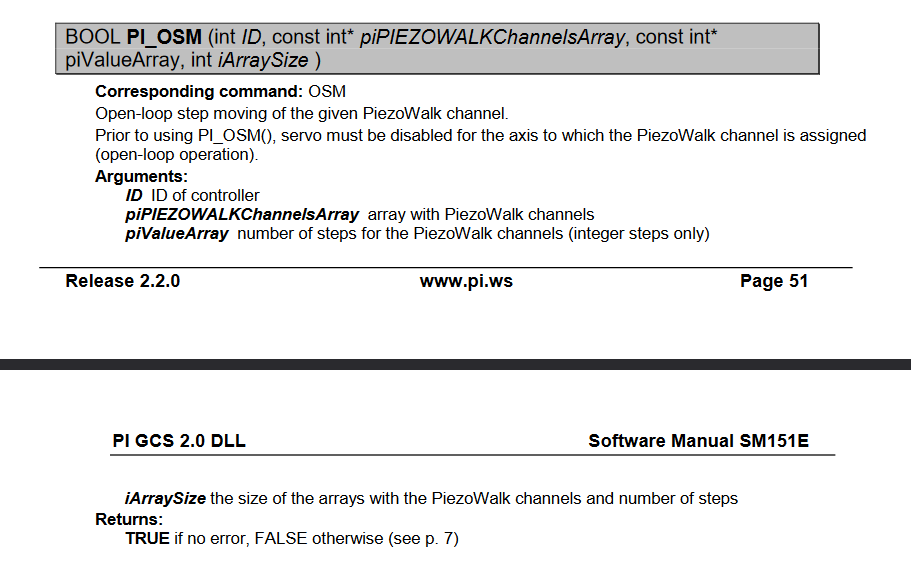 BOOL PI_OSM (int ID, const int* piPIEZOWALKChannelsArray, const int*
piValueArray, int iArraySize )
Corresponding command: OSM
Open-loop step moving of the given PiezoWalk channel.
Prior to using PI_OSM(), servo must be disabled for the axis to which the PiezoWalk channel is assigned
(open-loop operation).
Arguments:
ID ID of controller
piPIEZOWALKChannelsArray array with PiezoWalk channels
piValueArray number of steps for the PiezoWalk channels (integer steps only)
Release 2.2.0 www.pi.ws Page 51
PI GCS 2.0 DLL Software Manual SM151E
iArraySize the size of the arrays with the PiezoWalk channels and number of steps
Returns:
TRUE if no error, FALSE otherwise (see p. 7)